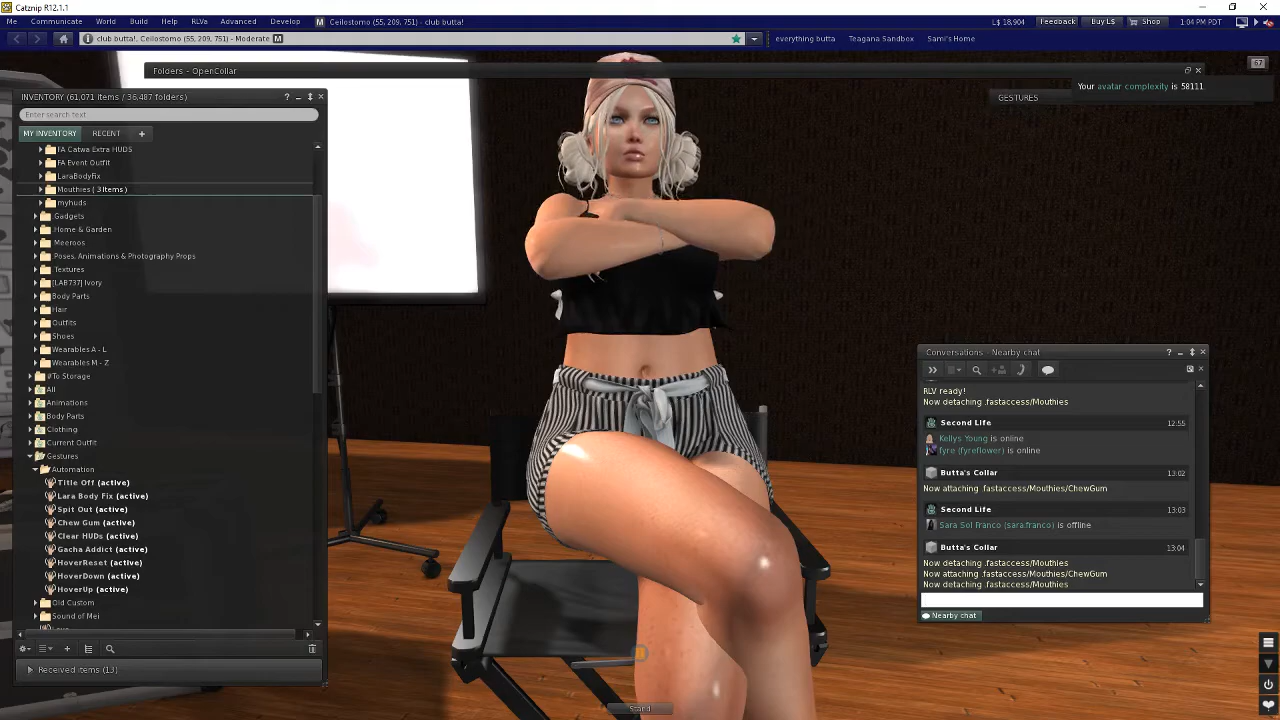 Catznip R12.1.1
Me Communicate World Build Help RLVa Advanced Develop M Ceilostomo (55, 209, 751) - club butta! L$ 18,904 Feedback Buy L$ Shop 1:04 PM PDT
club butta!, Ceilostomo (55, 209, 751) - Moderate M everything butta Teagana Sandbox Sami's Home
67
Folders - OpenCollar
Your avatar complexity is 58111.
GESTURES
INVENTORY (61,071 items / 36,487 folders)
Enter search text
MY INVENTORY RECENT +
FA Catwa Extra HUDS
FA Event Outfit
LaraBodyFix
Mouthies ( 3 Items )
myhuds
Gadgets
Home & Garden
Meeroos
Poses, Animations & Photography Props
Textures
[LAB737] Ivory
Body Parts
Hair
Outfits
Shoes
Wearables A - L
Wearables M - Z
#To Storage
All
Animations
Body Parts
Clothing
Current Outfit
Gestures
Automation
Title Off (active)
Lara Body Fix (active)
Spit Out (active)
Chew Gum (active)
Clear HUDs (active)
Gacha Addict (active)
HoverReset (active)
HoverDown (active)
HoverUp (active)
Old Custom
Sound of Mei
Received items (13)
Conversations - Nearby chat
RLV ready!
Now detaching .fastaccess/Mouthies
Second Life 12:55
Kellys Young is online
fyre (fyreflower) is online
Butta's Collar 13:02
Now attaching .fastaccess/Mouthies/ChewGum
Second Life 13:03
Sara Sol Franco (sara.franco) is offline
Butta's Collar 13:04
Now detaching .fastaccess/Mouthies
Now attaching .fastaccess/Mouthies/ChewGum
Now detaching .fastaccess/Mouthies
Nearby chat
Stand